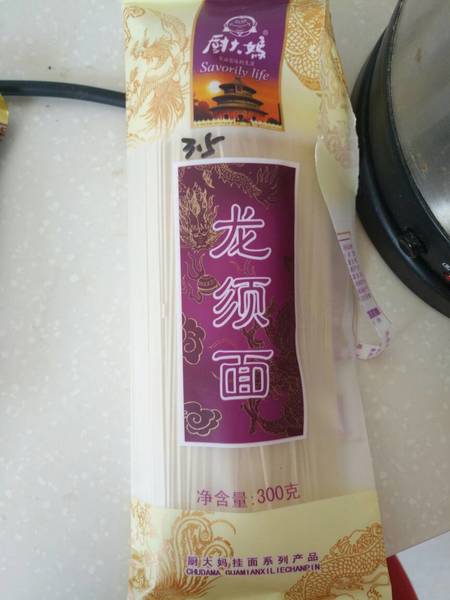 厨大妈
Savorily life
3.5
龙须面
净含量:300克
厨大妈挂面系列产品
CHUDAMA GUAMIANXILIECHANPIN